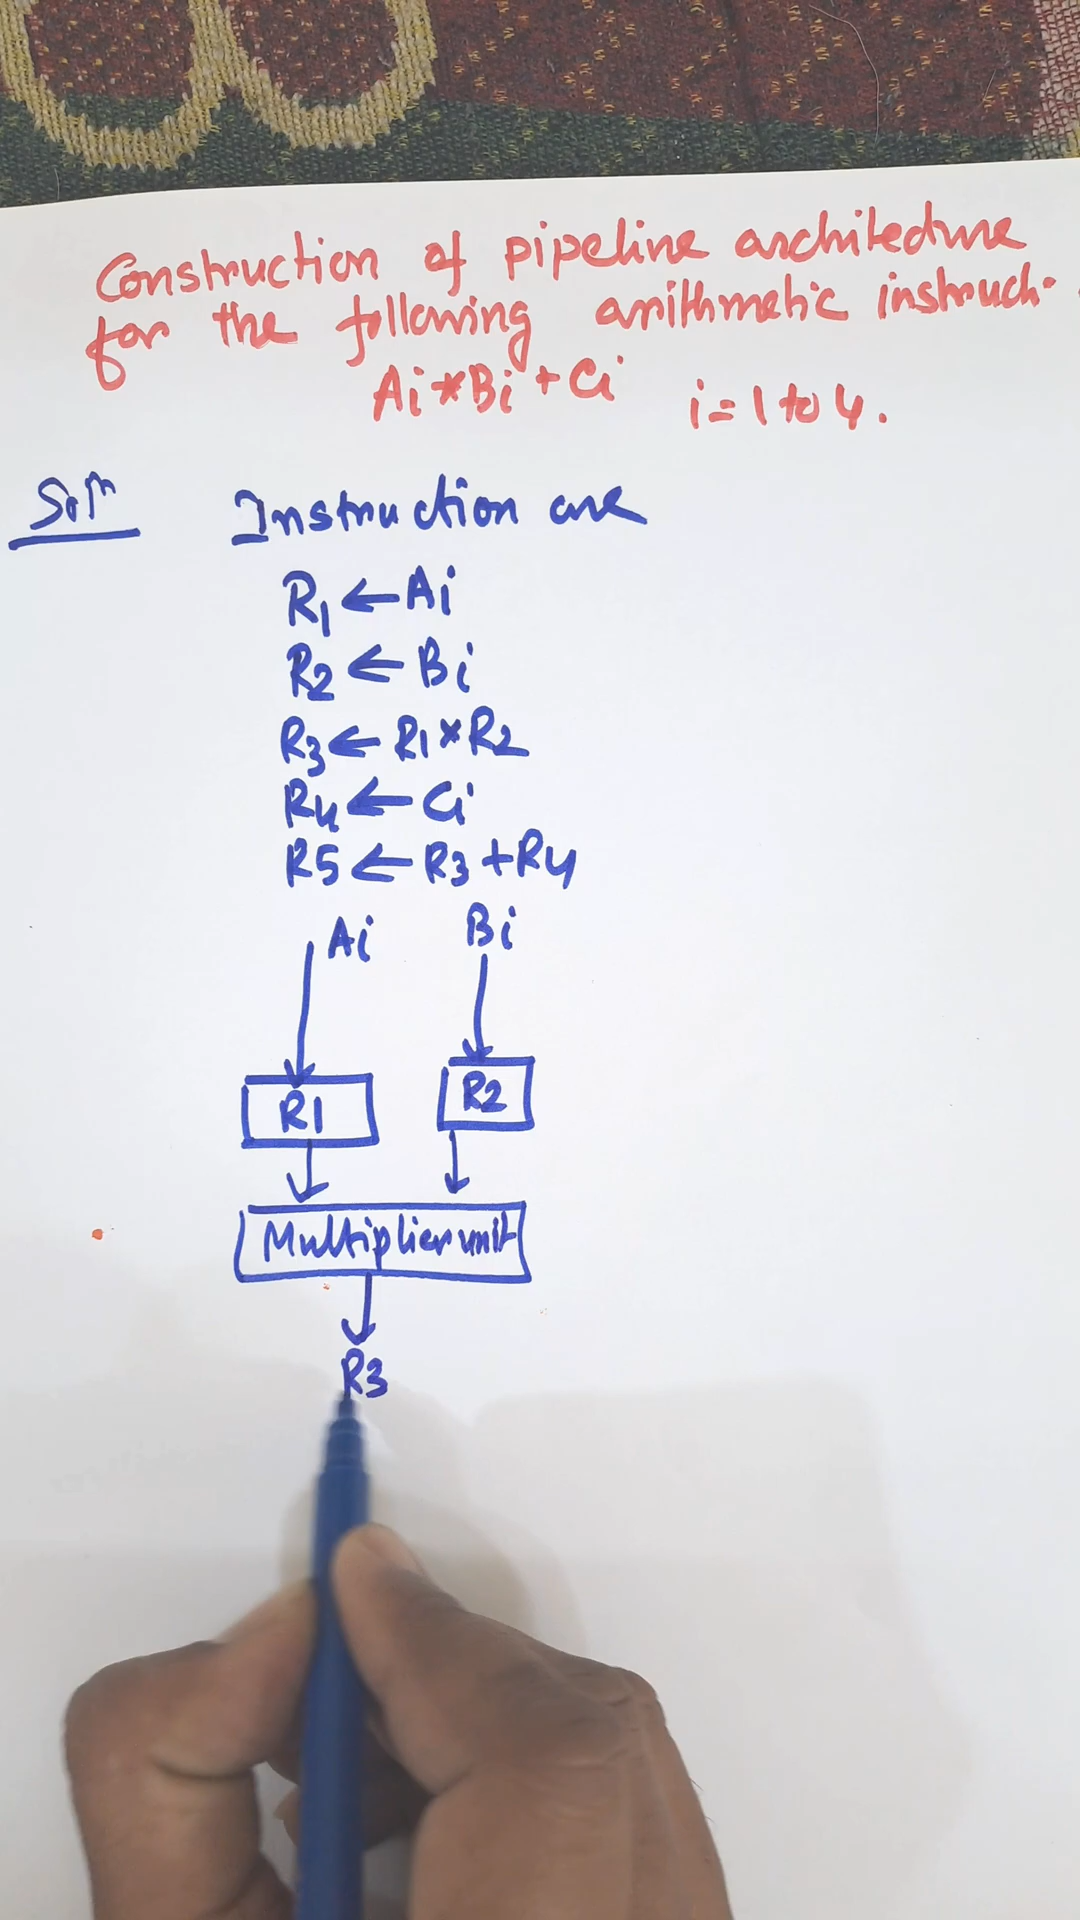 Construction of pipeline architecture
for the following arithmetic instruct.
Ai*Bi+Ci i=1 to 4.
Solⁿ Instruction are
R1←Ai
R2←Bi
R3←R1*R2
R4←Ci
R5←R3+R4
Ai Bi
R1 R2
Multiplier unit
R3